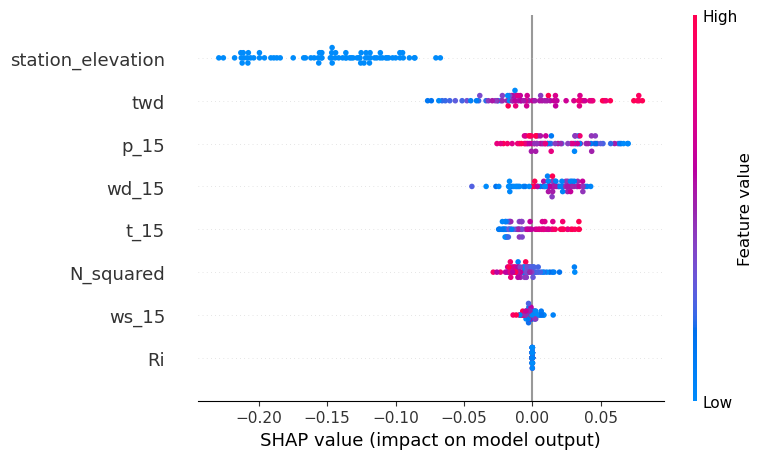 High
station_elevation
twd
p_15
wd_15
t_15
N_squared
ws_15
Ri
Feature value
Low
−0.20 −0.15 −0.10 −0.05 0.00 0.05
SHAP value (impact on model output)